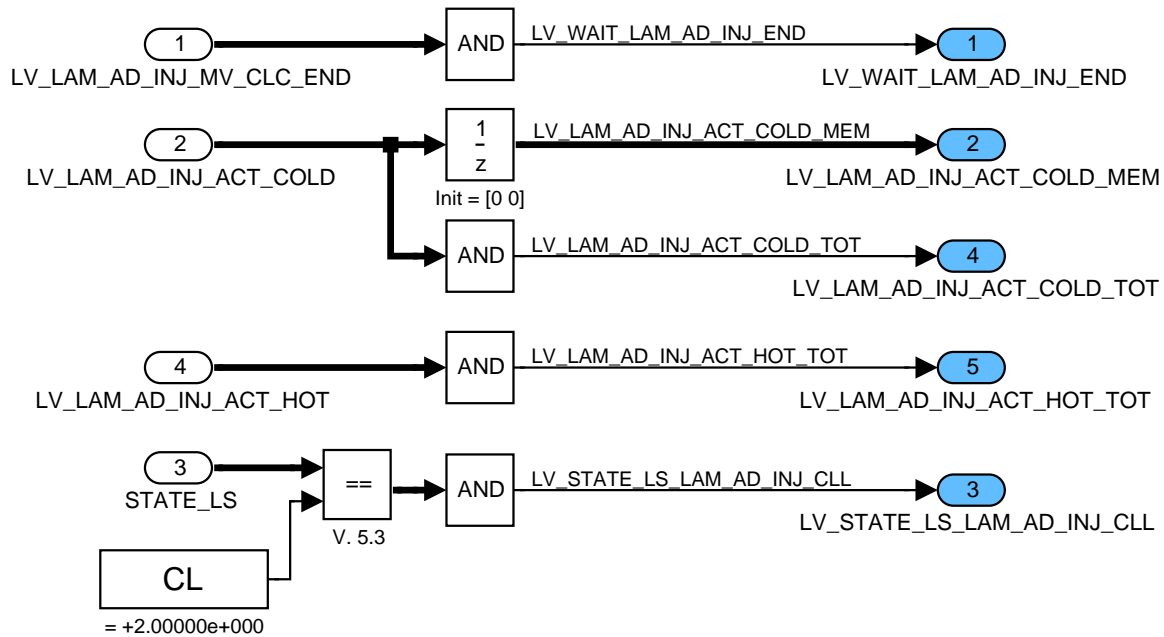 1
AND
LV_WAIT_LAM_AD_INJ_END
1
LV_LAM_AD_INJ_MV_CLC_END
LV_WAIT_LAM_AD_INJ_END
2
1
z
LV_LAM_AD_INJ_ACT_COLD_MEM
2
LV_LAM_AD_INJ_ACT_COLD
Init = [0 0]
LV_LAM_AD_INJ_ACT_COLD_MEM
AND
LV_LAM_AD_INJ_ACT_COLD_TOT
4
LV_LAM_AD_INJ_ACT_COLD_TOT
4
AND
LV_LAM_AD_INJ_ACT_HOT_TOT
5
LV_LAM_AD_INJ_ACT_HOT
LV_LAM_AD_INJ_ACT_HOT_TOT
3
==
AND
LV_STATE_LS_LAM_AD_INJ_CLL
3
STATE_LS
V. 5.3
LV_STATE_LS_LAM_AD_INJ_CLL
CL
= +2.00000e+000